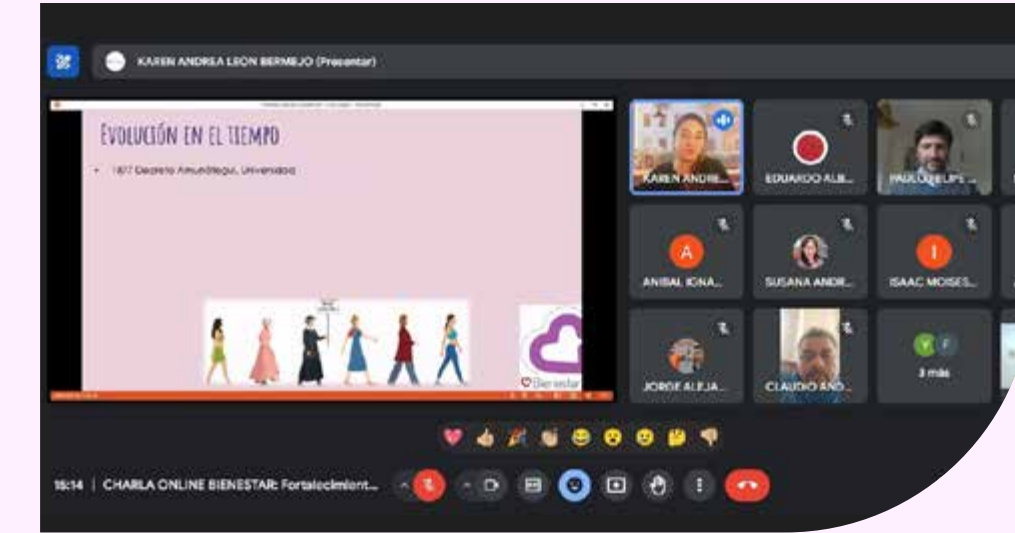 KAREN ANDREA LEON BERMEJO (Presentar)
EVOLUCIÓN EN EL TIEMPO
• 1877 Decreto Amunátegui, Universidad
Bienestar
KAREN ANDRE...
EDUARDO ALB...
PAULO FELIPE ...
A
ANIBAL IGNA...
SUSANA ANDR...
I
ISAAC MOISES...
JORGE ALEJA...
CLAUDIO AND...
Y F
3 más
15:14 | CHARLA ONLINE BIENESTAR: Fortalecimient...